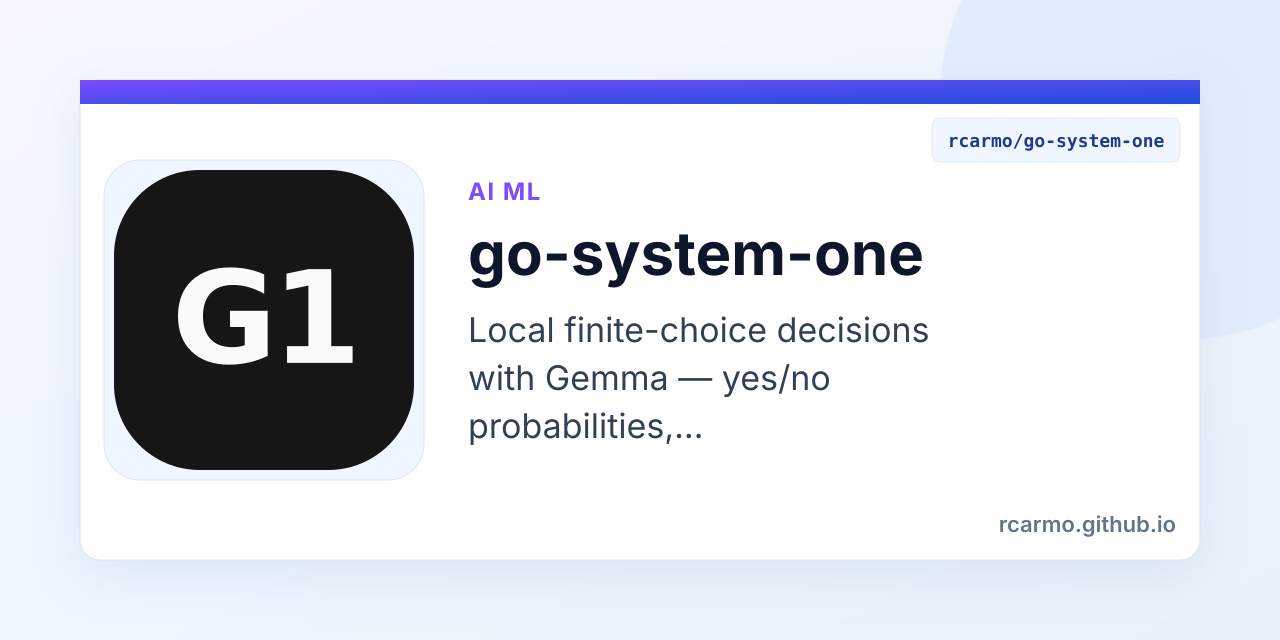 rcarmo/go-system-one
G1
AI ML
go-system-one
Local finite-choice decisions
with Gemma — yes/no
probabilities,…
rcarmo.github.io